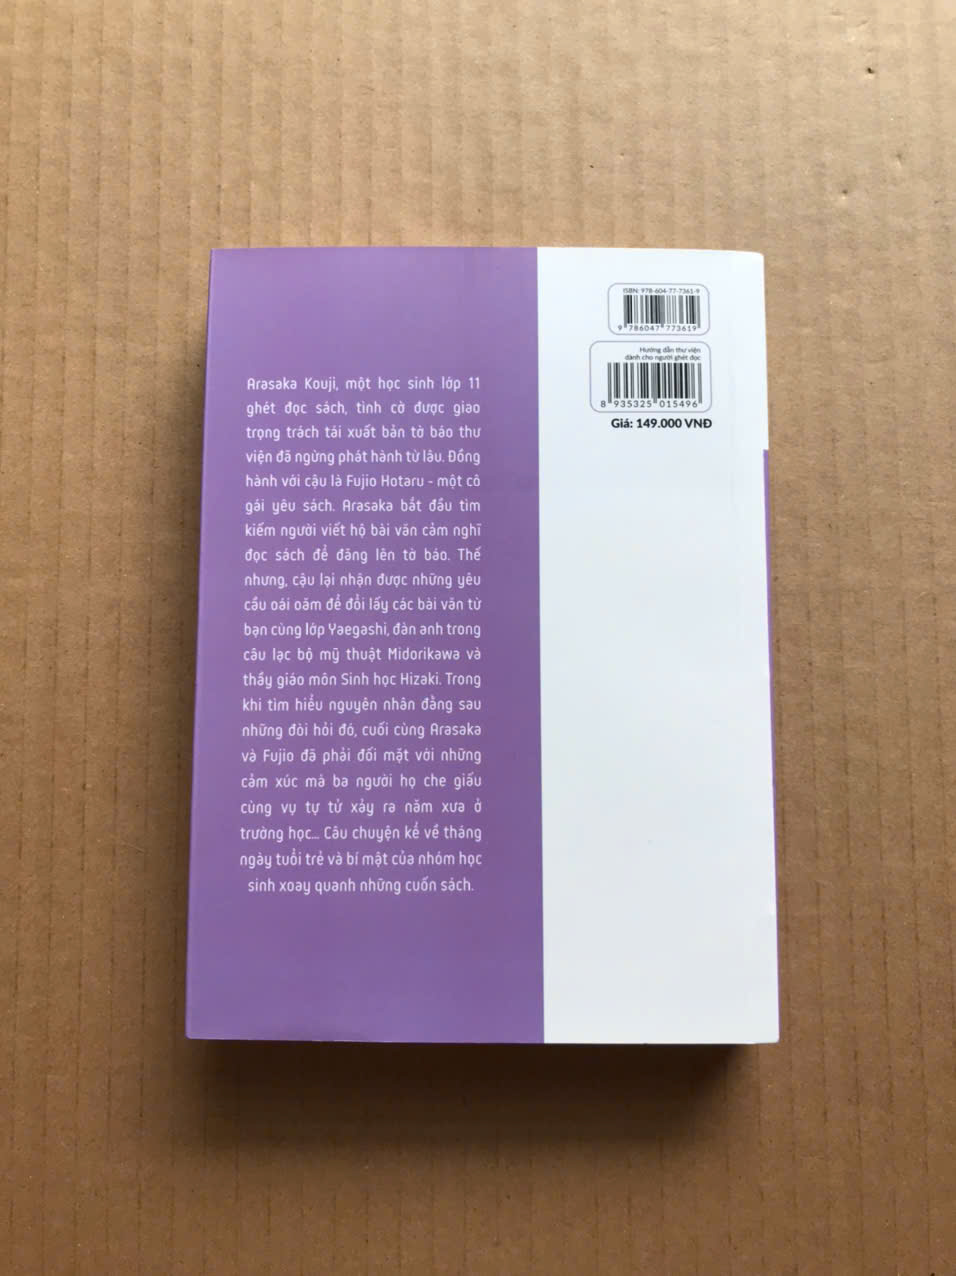 Arasaka Kouji, một học sinh lớp 11
ghét đọc sách, tình cờ được giao
trọng trách tái xuất bản tờ báo thư
viện đã ngừng phát hành từ lâu. Đồng
hành với cậu là Fujio Hotaru - một cô
gái yêu sách. Arasaka bắt đầu tìm
kiếm người viết hộ bài văn cảm nghĩ
đọc sách để đăng lên tờ báo. Thế
nhưng, cậu lại nhận được những yêu
cầu oái oăm để đổi lấy các bài văn từ
bạn cùng lớp Yaegashi, đàn anh trong
câu lạc bộ mỹ thuật Midorikawa và
thầy giáo môn Sinh học Hizaki. Trong
khi tìm hiểu nguyên nhân đằng sau
những đòi hỏi đó, cuối cùng Arasaka
và Fujio đã phải đối mặt với những
cảm xúc mà ba người họ che giấu
cùng vụ tự tử xảy ra năm xưa ở
trường học... Câu chuyện kể về tháng
ngày tuổi trẻ và bí mật của nhóm học
sinh xoay quanh những cuốn sách.
ISBN: 978-604-77-7361-9
9 786047 773619
Hướng dẫn thư viện
dành cho người ghét đọc
8 935325 015496
Giá: 149.000 VNĐ